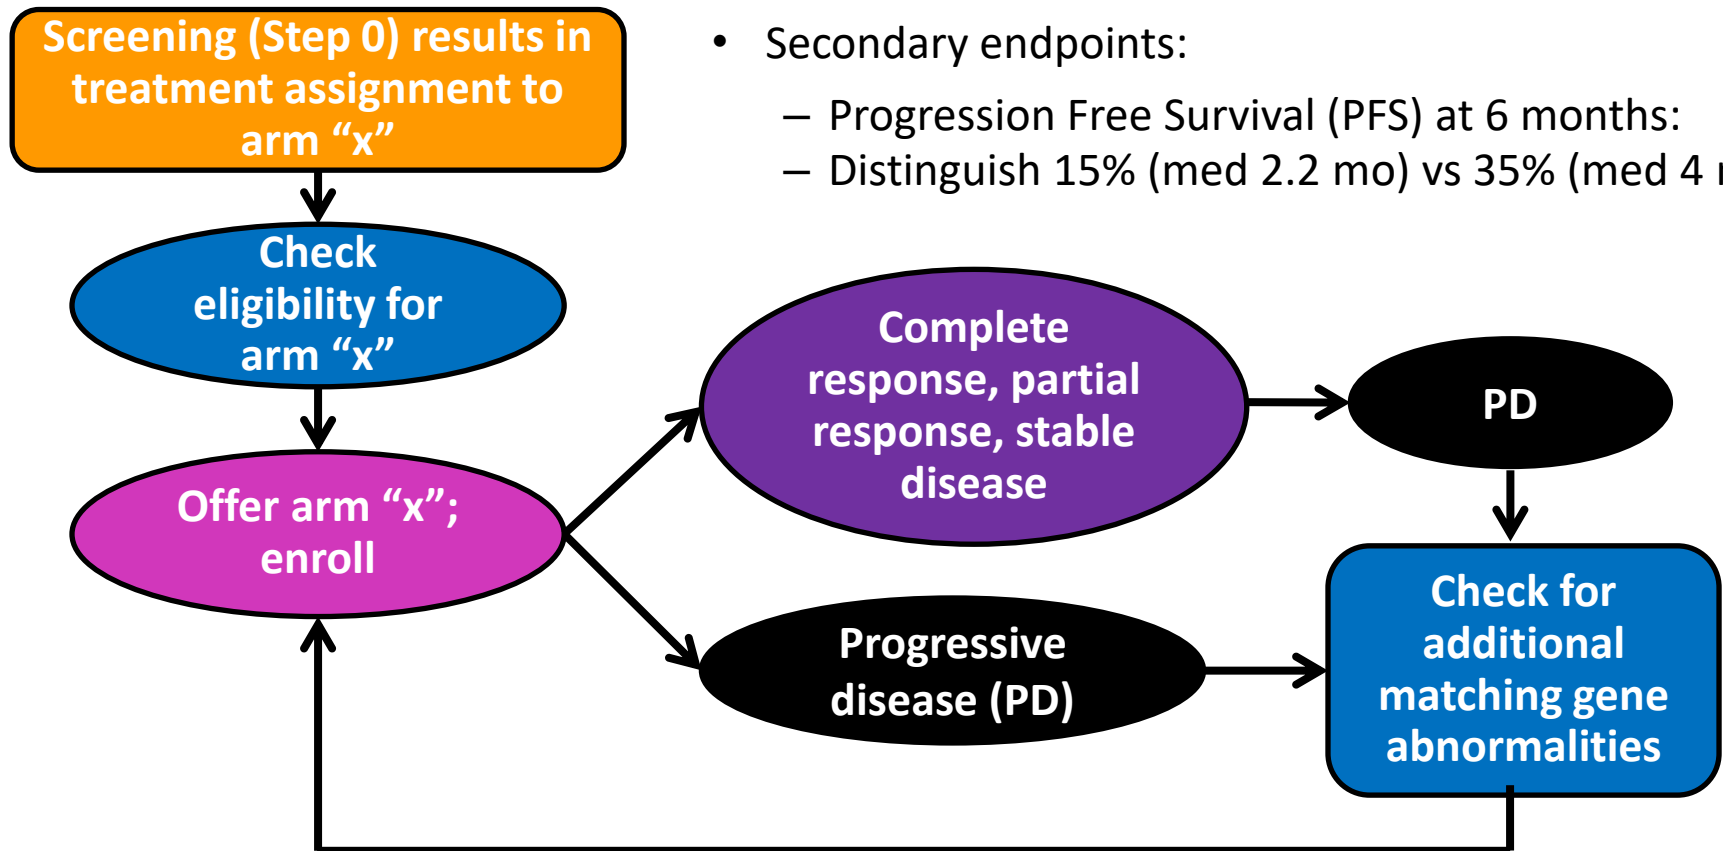 Screening (Step 0) results in
treatment assignment to
arm “x”
• Secondary endpoints:
– Progression Free Survival (PFS) at 6 months:
– Distinguish 15% (med 2.2 mo) vs 35% (med 4
Check
eligibility for
arm “x”
Complete
response, partial
response, stable
disease
PD
Offer arm “x”;
enroll
Progressive
disease (PD)
Check for
additional
matching gene
abnormalities